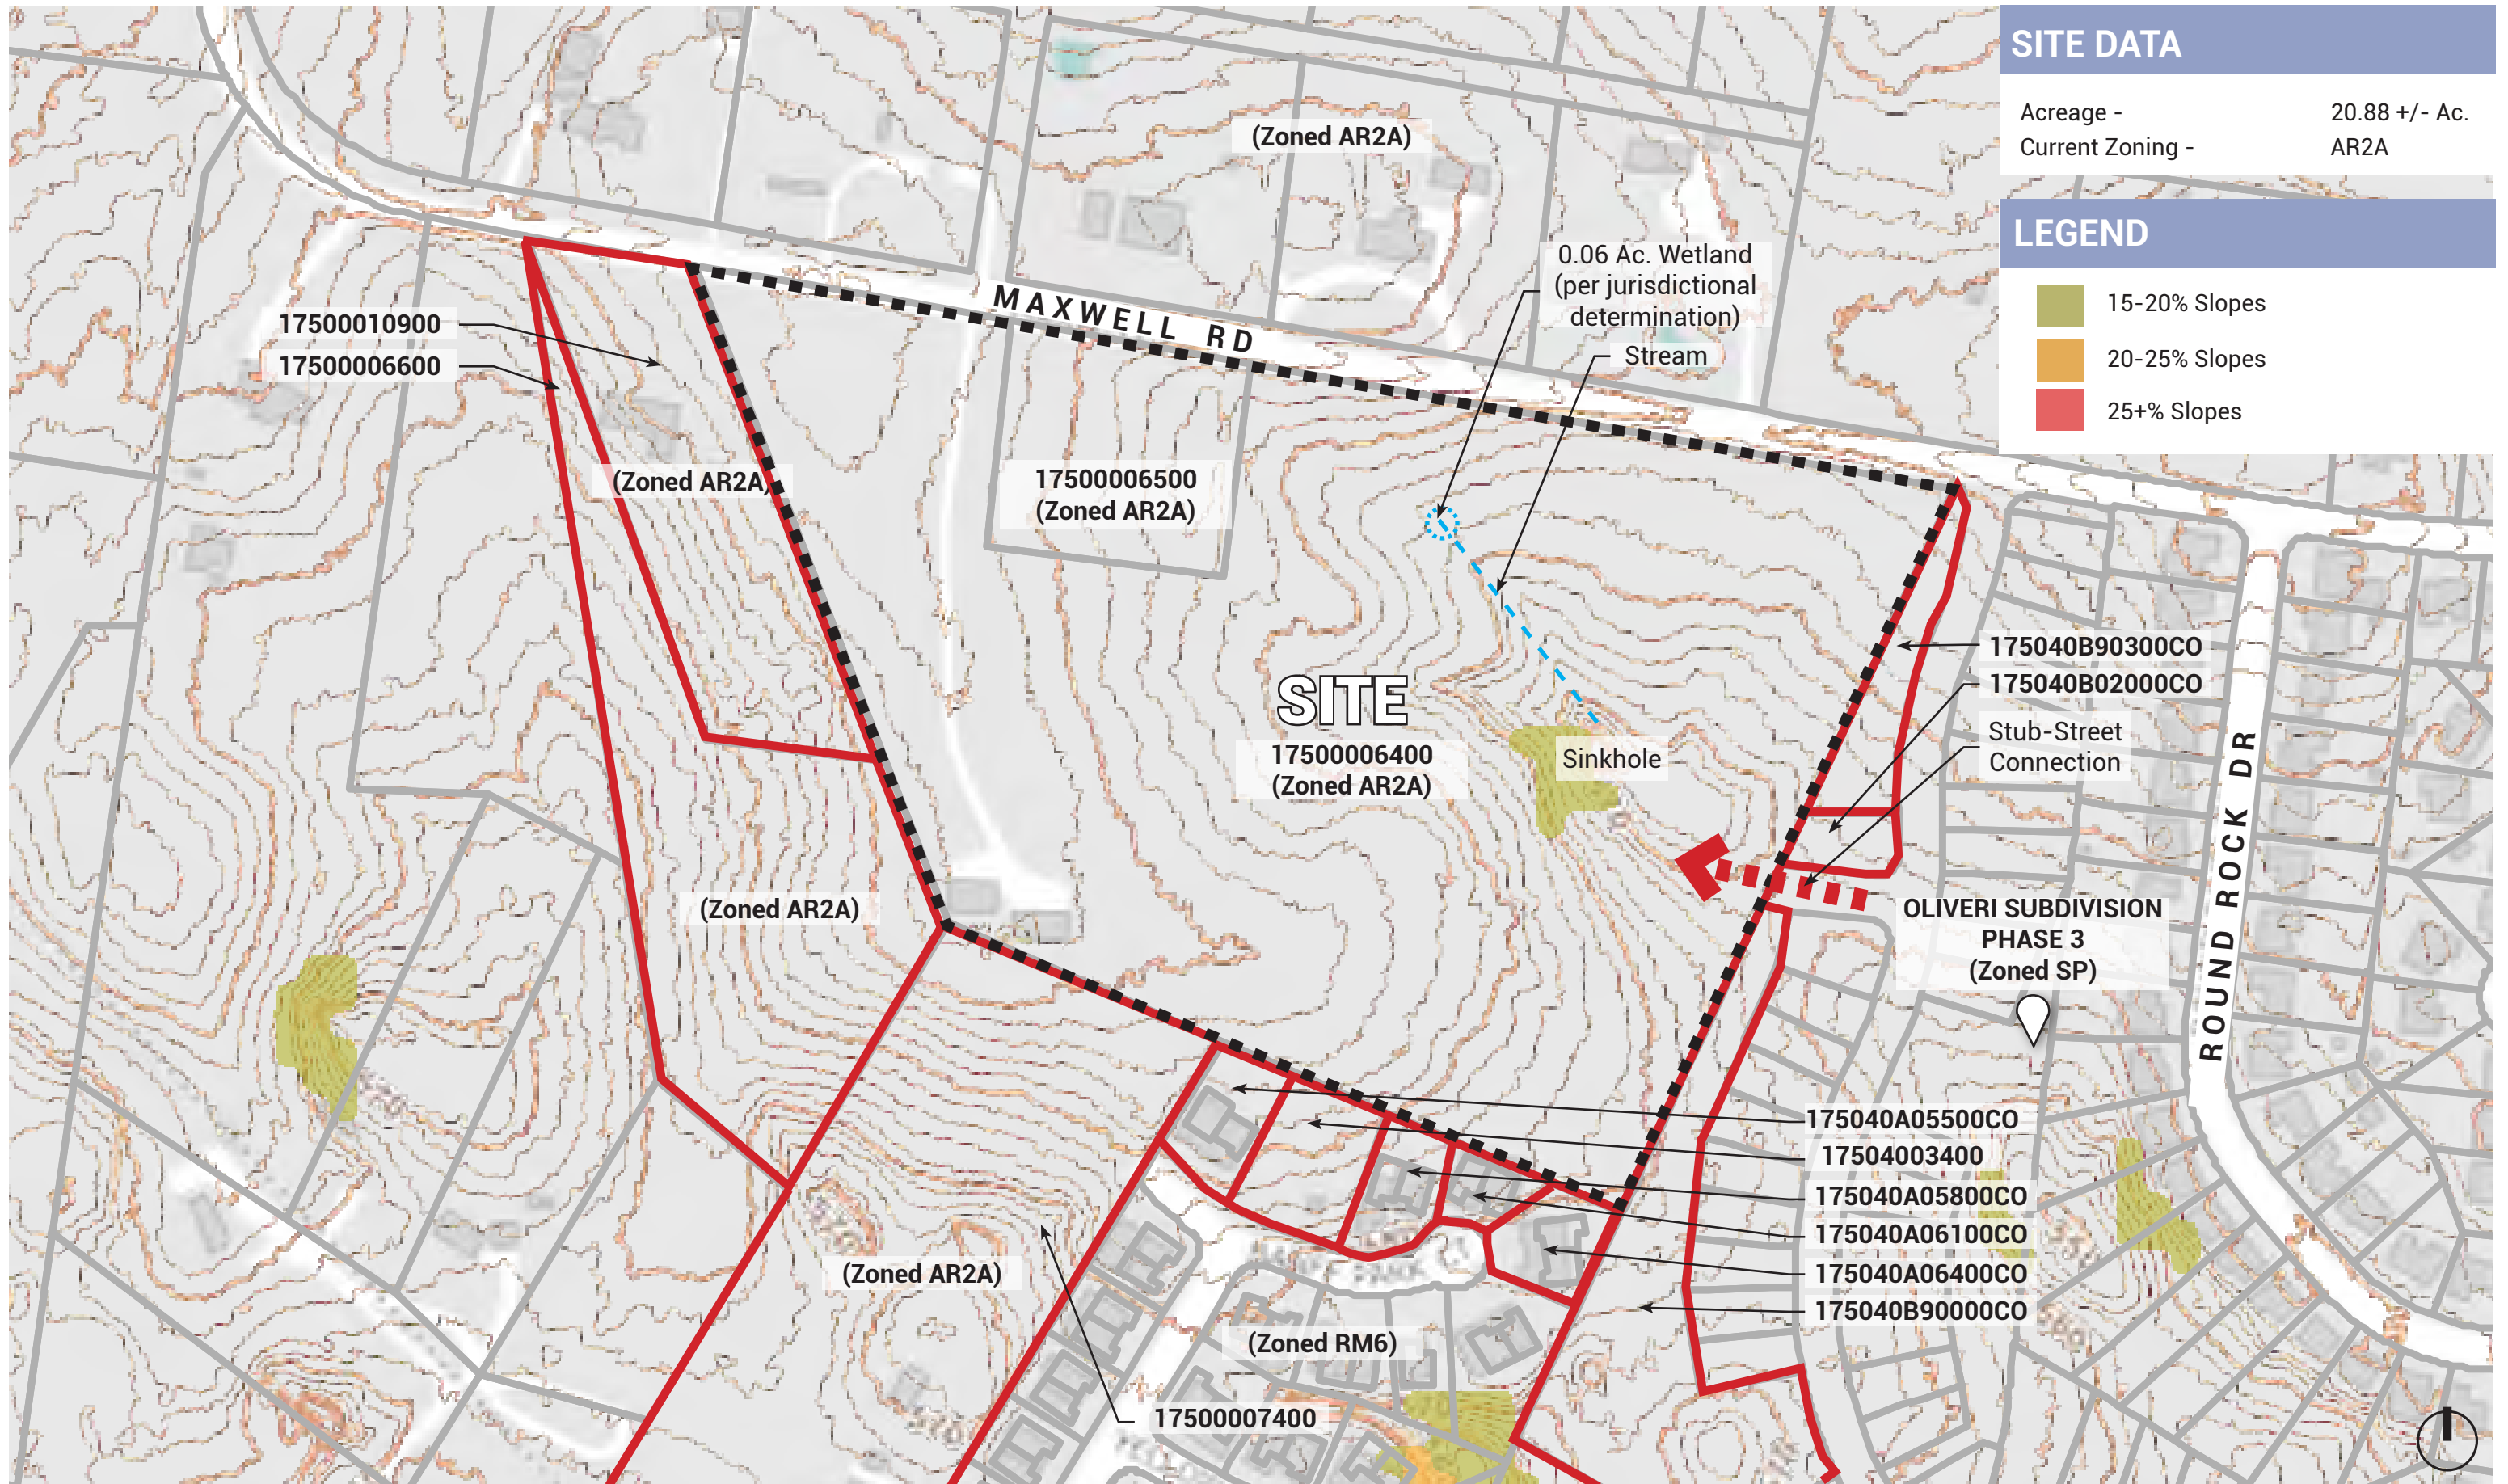 SITE DATA
Acreage - 20.88 +/- Ac.
Current Zoning - AR2A
LEGEND
15-20% Slopes
20-25% Slopes
25+% Slopes
(Zoned AR2A)
0.06 Ac. Wetland
(per jurisdictional
determination)
Stream
MAXWELL RD
17500010900
17500006600
(Zoned AR2A)
17500006500
(Zoned AR2A)
SITE
17500006400
(Zoned AR2A)
Sinkhole
175040B90300CO
175040B02000CO
Stub-Street
Connection
ROUND ROCK DR
OLIVERI SUBDIVISION
PHASE 3
(Zoned SP)
(Zoned AR2A)
175040A05500CO
17504003400
175040A05800CO
175040A06100CO
175040A06400CO
175040B90000CO
(Zoned AR2A)
(Zoned RM6)
17500007400